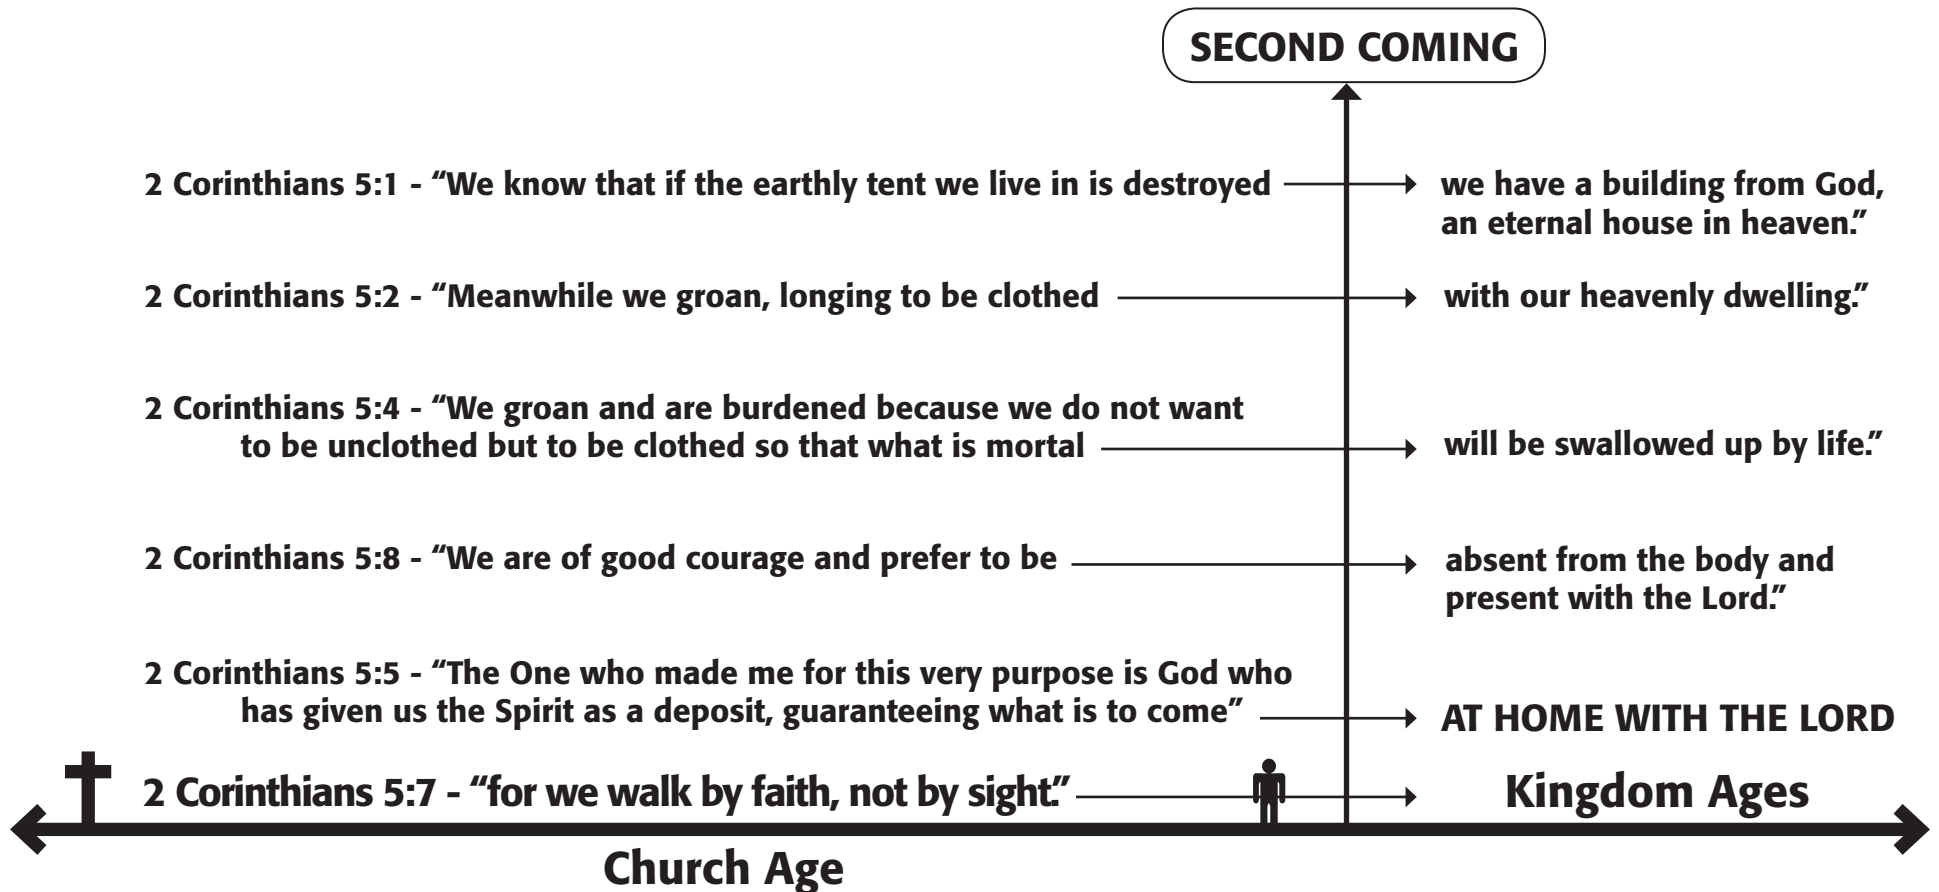 SECOND COMING
2 Corinthians 5:1 - “We know that if the earthly tent we live in is destroyed
we have a building from God,
an eternal house in heaven.”
2 Corinthians 5:2 - “Meanwhile we groan, longing to be clothed
with our heavenly dwelling.”
2 Corinthians 5:4 - “We groan and are burdened because we do not want
to be unclothed but to be clothed so that what is mortal
will be swallowed up by life.”
2 Corinthians 5:8 - “We are of good courage and prefer to be
absent from the body and
present with the Lord.”
2 Corinthians 5:5 - “The One who made me for this very purpose is God who
has given us the Spirit as a deposit, guaranteeing what is to come”
AT HOME WITH THE LORD
2 Corinthians 5:7 - “for we walk by faith, not by sight.”
Kingdom Ages
Church Age